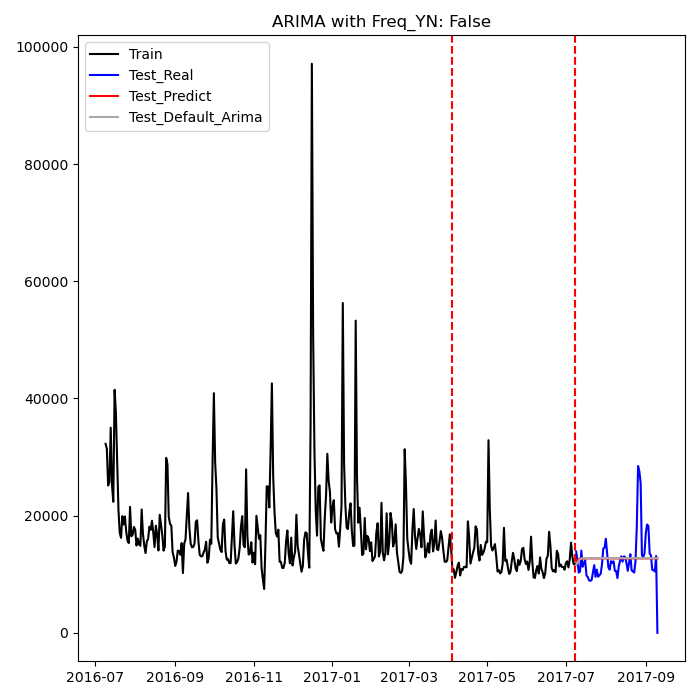 ARIMA with Freq_YN: False
Train
Test_Real
Test_Predict
Test_Default_Arima
100000
80000
60000
40000
20000
0
2016-07 2016-09 2016-11 2017-01 2017-03 2017-05 2017-07 2017-09